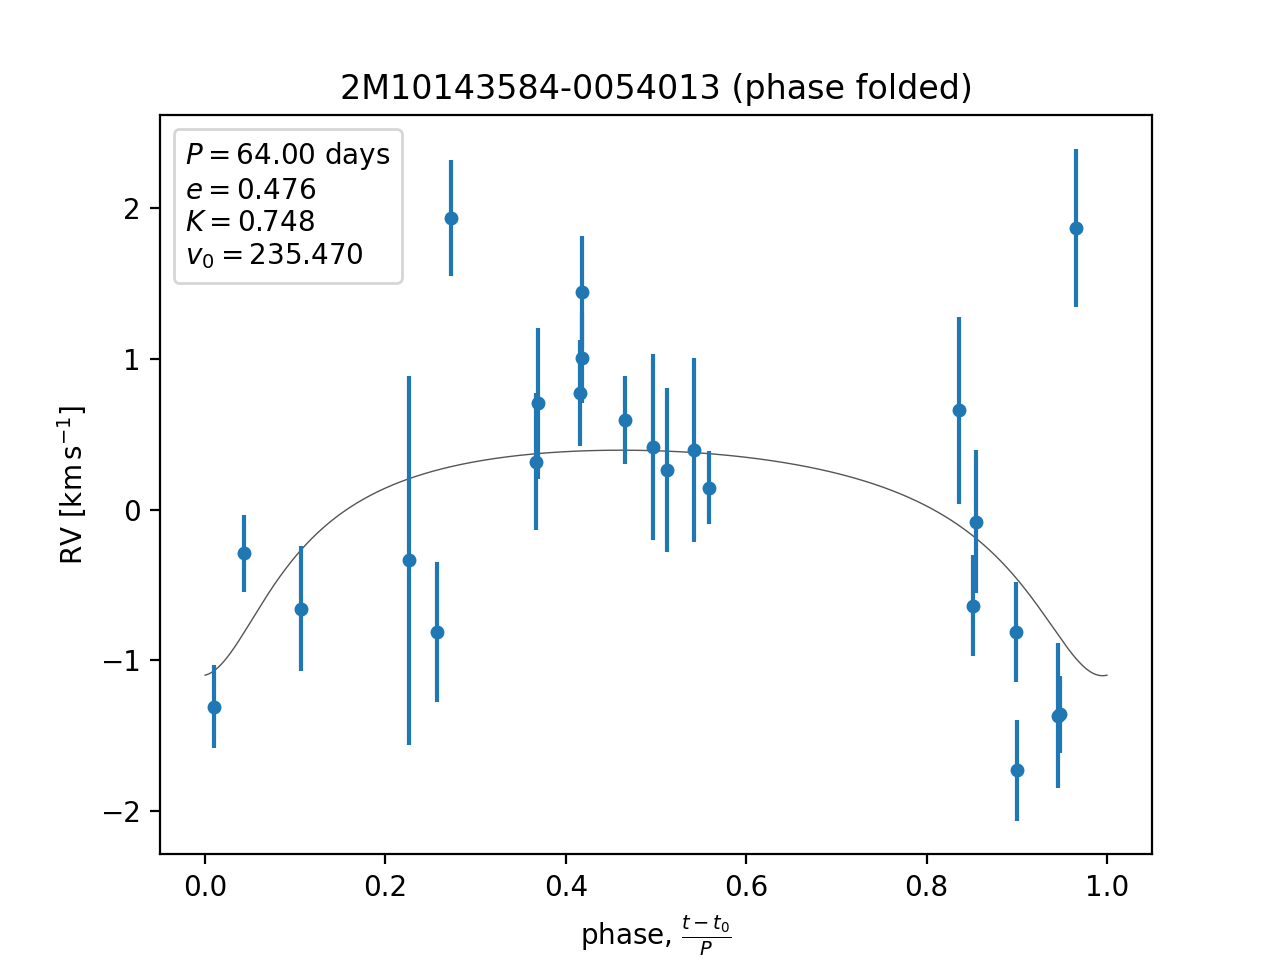 2M10143584-0054013 (phase folded)
P = 64.00 days
e = 0.476
K = 0.748
v₀ = 235.470
2
1
0
−1
−2
RV [km s⁻¹]
0.0 0.2 0.4 0.6 0.8 1.0
phase, (t − t₀)/P